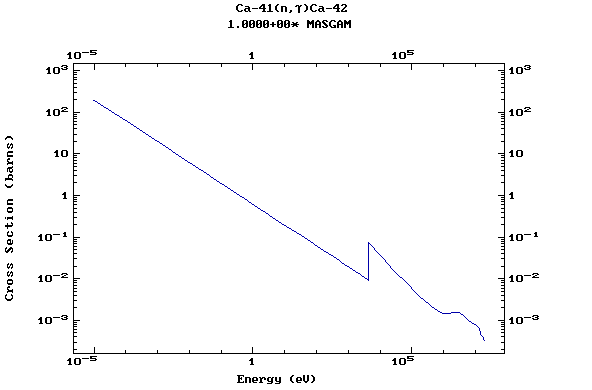 Ca-41(n,γ)Ca-42
1.0000+00* MASGAM
10⁻⁵ 1 10⁵
10³ 10³
10² 10²
10 10
1 1
10⁻¹ 10⁻¹
10⁻² 10⁻²
10⁻³ 10⁻³
Cross Section (barns)
10⁻⁵ 1 10⁵
Energy (eV)